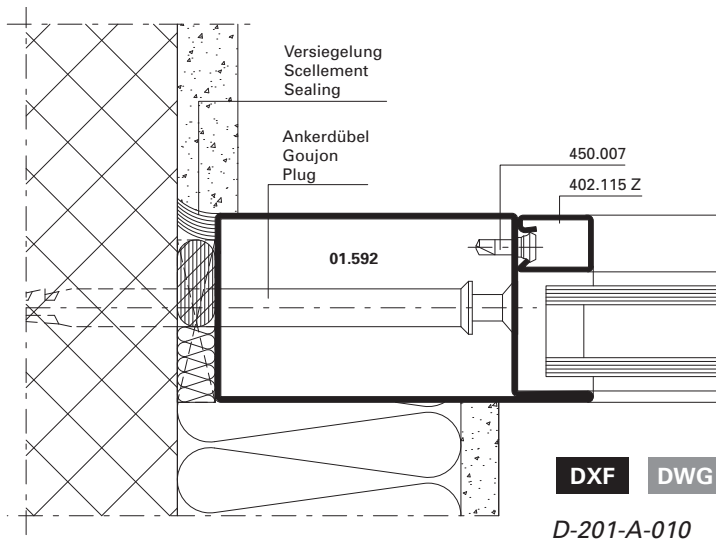 Versiegelung
Scellement
Sealing
Ankerdübel
Goujon
Plug
450.007
402.115 Z
01.592
DXF DWG
D-201-A-010